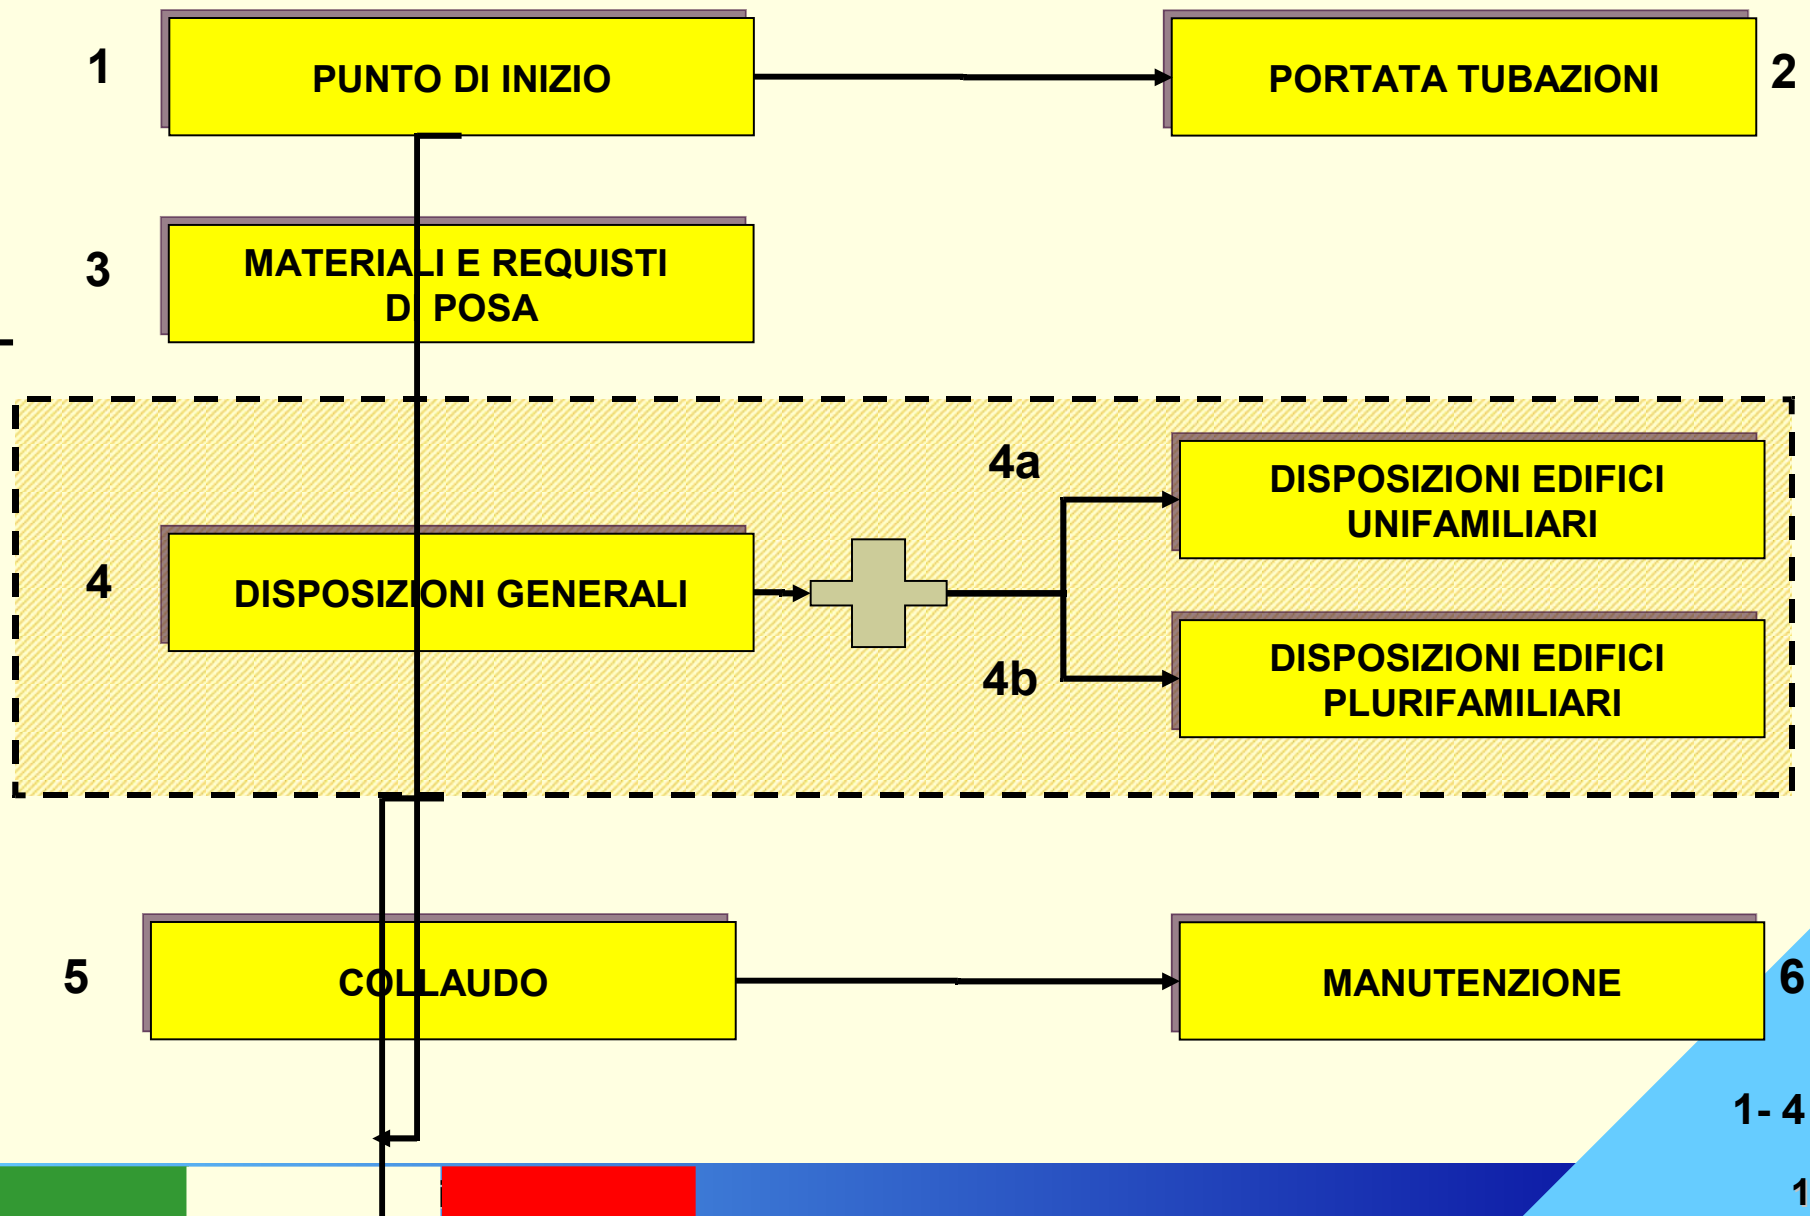 1
PUNTO DI INIZIO
PORTATA TUBAZIONI
2
3
MATERIALI E REQUISTI
DI POSA
4a
DISPOSIZIONI EDIFICI
UNIFAMILIARI
4
DISPOSIZIONI GENERALI
4b
DISPOSIZIONI EDIFICI
PLURIFAMILIARI
5
COLLAUDO
MANUTENZIONE
6
1- 4
1